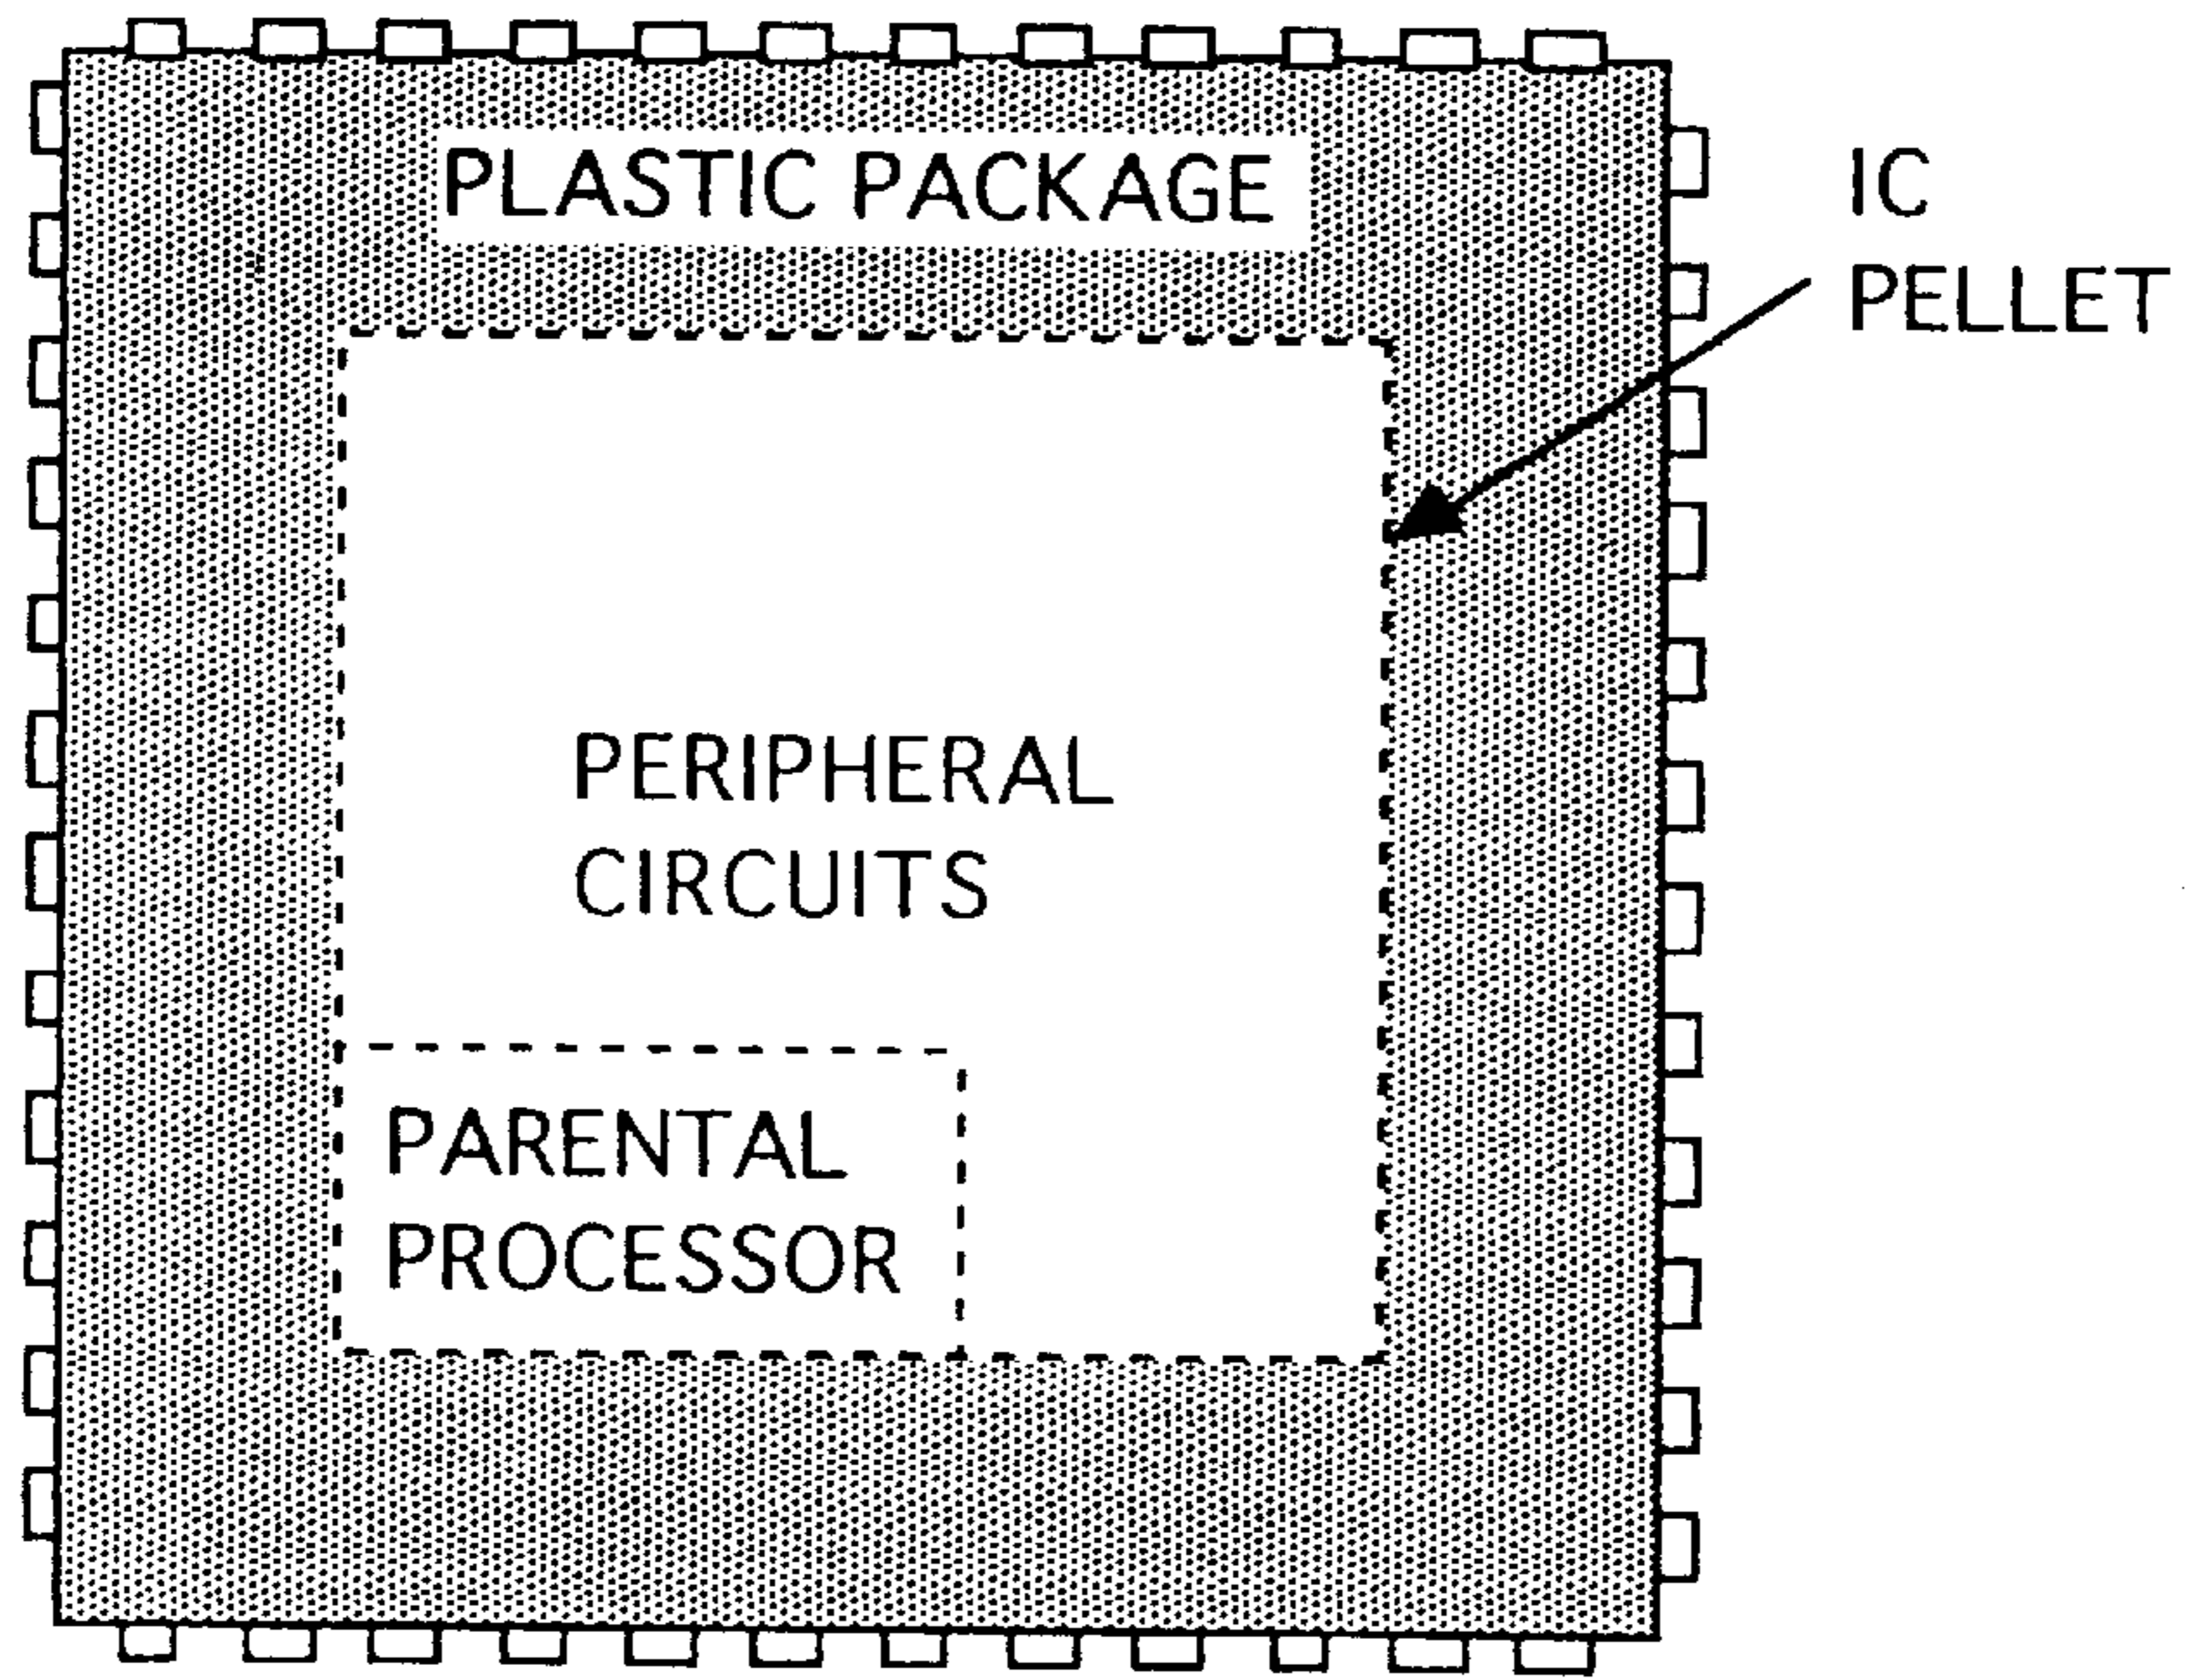 PLASTIC PACKAGE
IC
PELLET
PERIPHERAL
CIRCUITS
PARENTAL
PROCESSOR